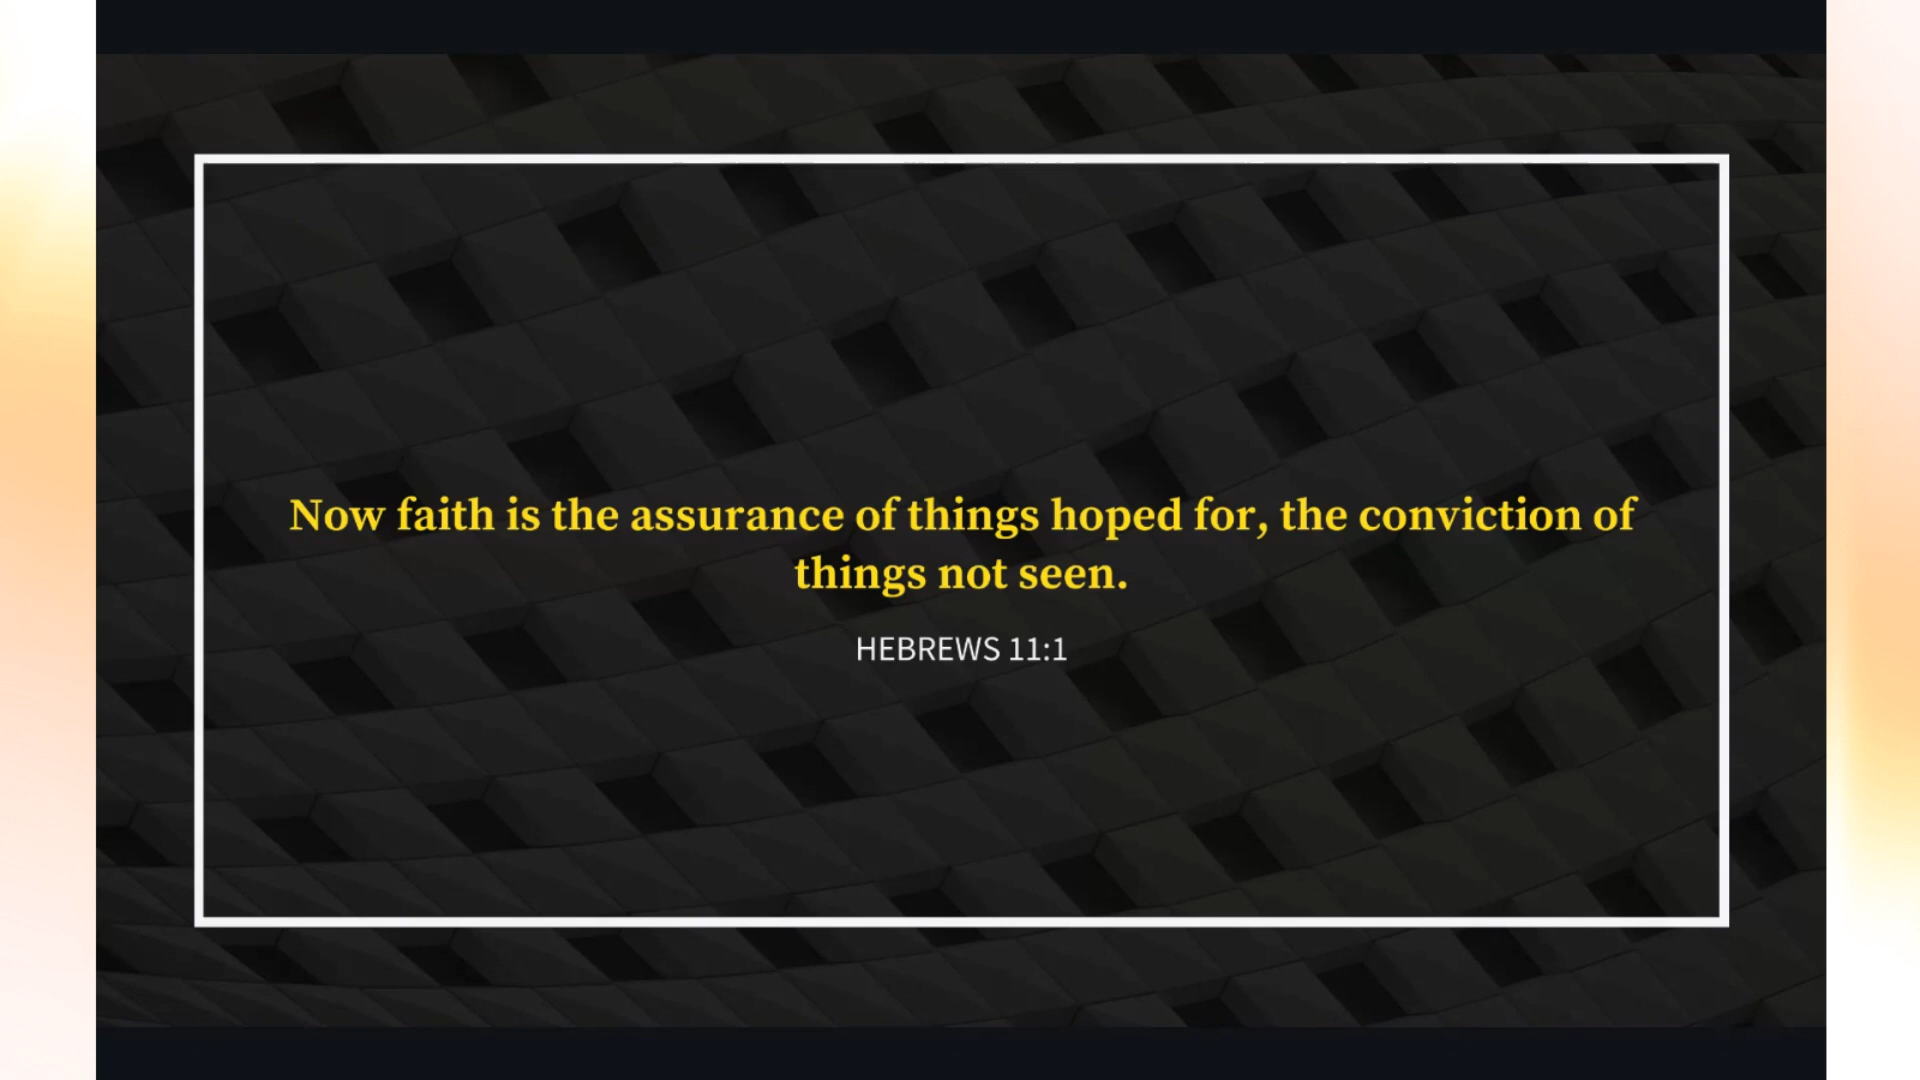 Now faith is the assurance of things hoped for, the conviction of
things not seen.
HEBREWS 11:1